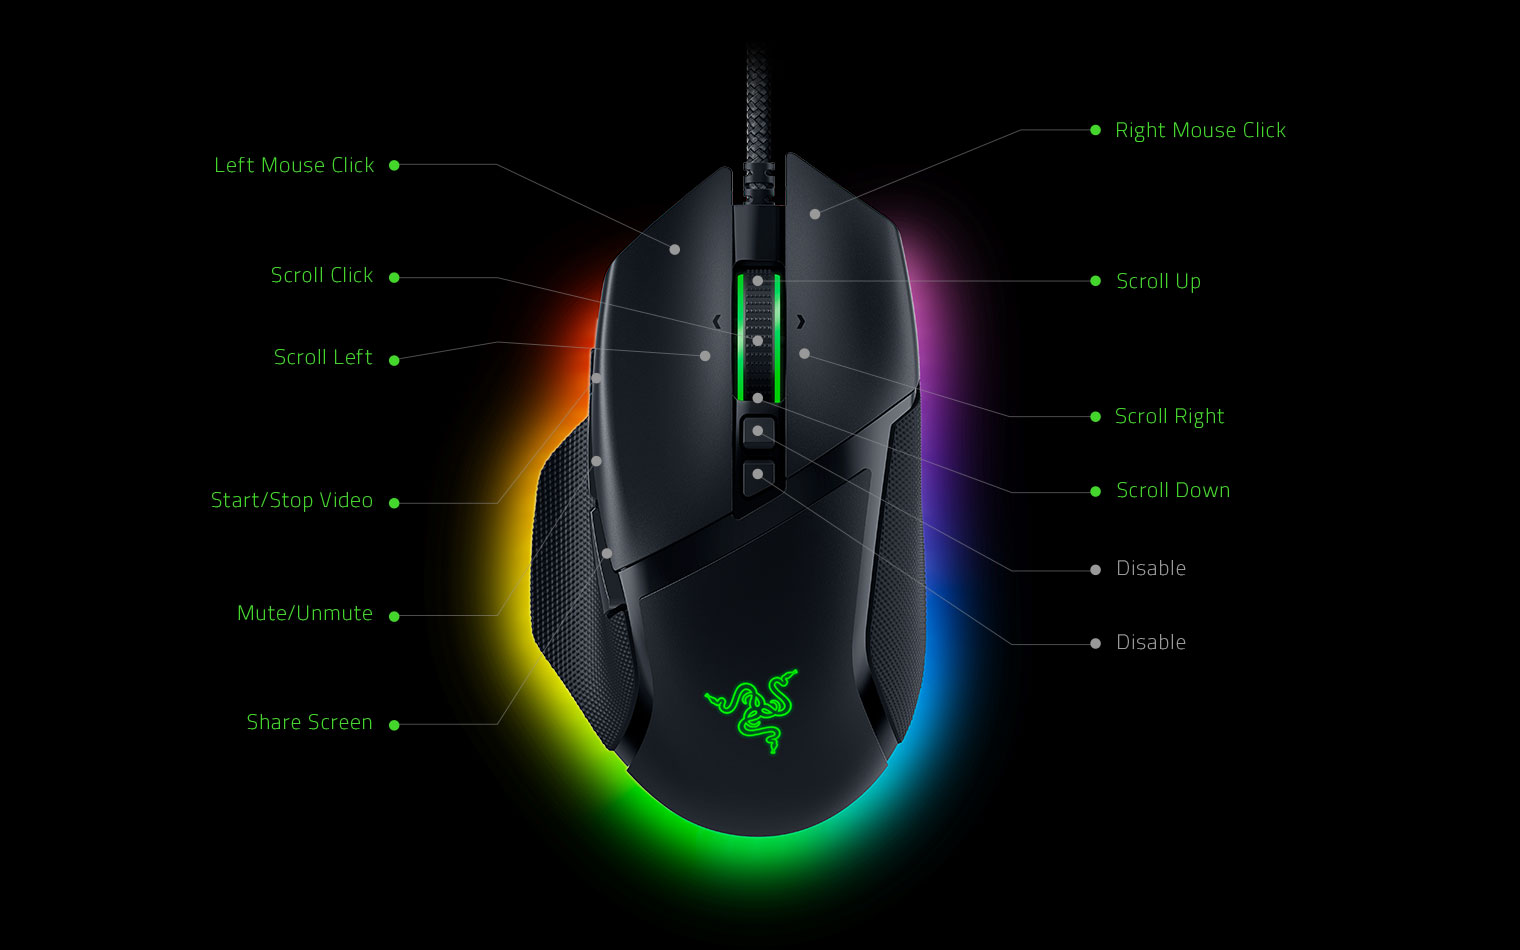 Left Mouse Click
Scroll Click
Scroll Left
Start/Stop Video
Mute/Unmute
Share Screen
Right Mouse Click
Scroll Up
Scroll Right
Scroll Down
Disable
Disable